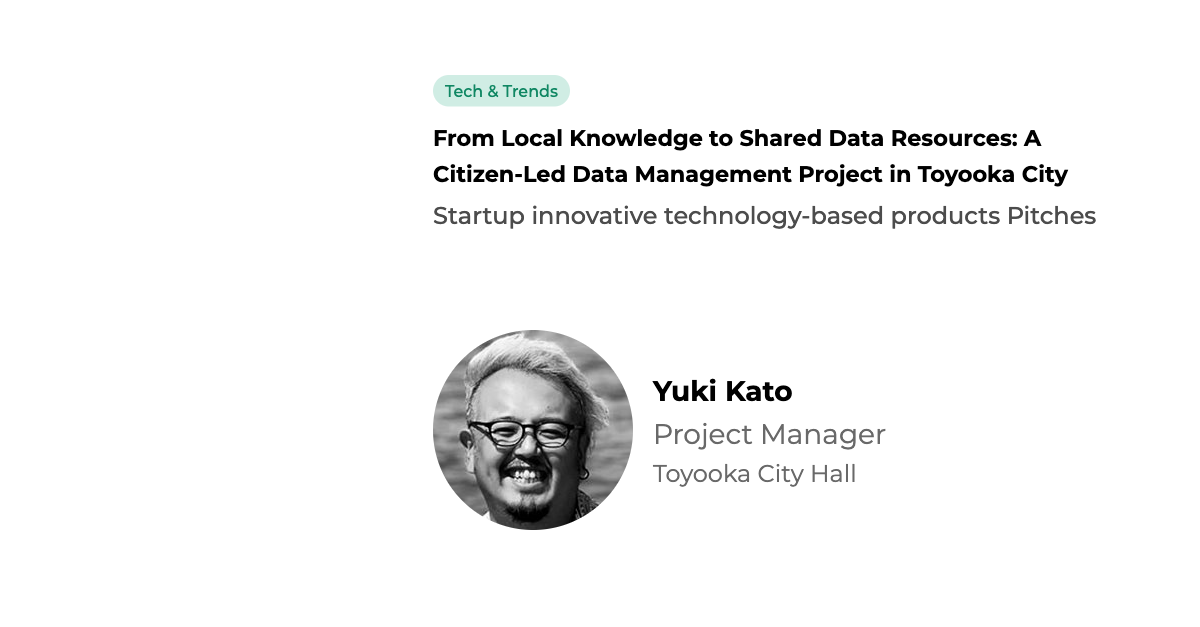 Tech & Trends
From Local Knowledge to Shared Data Resources: A
Citizen-Led Data Management Project in Toyooka City
Startup innovative technology-based products Pitches
Yuki Kato
Project Manager
Toyooka City Hall